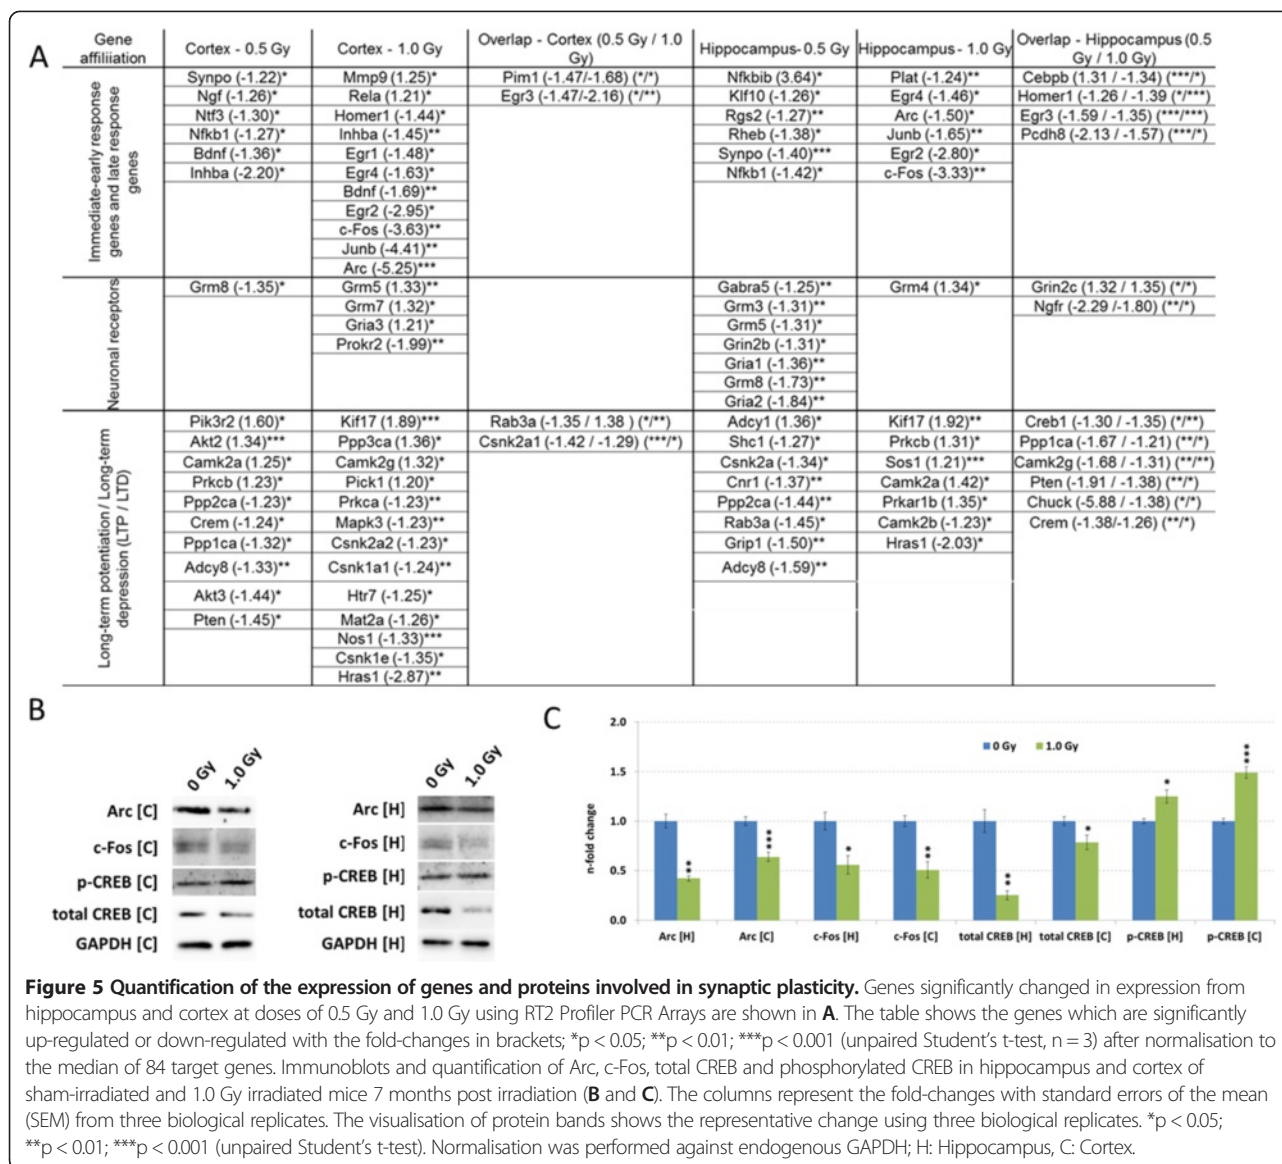 A
Gene affiliiation	Cortex - 0.5 Gy	Cortex - 1.0 Gy	Overlap - Cortex (0.5 Gy / 1.0 Gy)	Hippocampus- 0.5 Gy	Hippocampus - 1.0 Gy	Overlap - Hippocampus (0.5 Gy / 1.0 Gy)
Immediate-early response genes and late response genes
Synpo (-1.22)*	Mmp9 (1.25)*	Pim1 (-1.47/-1.68) (*/*)	Nfkbib (3.64)*	Plat (-1.24)**	Cebpb (1.31 / -1.34) (***/*)
Ngf (-1.26)*	Rela (1.21)*	Egr3 (-1.47/-2.16) (*/**)	Klf10 (-1.26)*	Egr4 (-1.46)*	Homer1 (-1.26 / -1.39 (*/***)
Ntf3 (-1.30)*	Homer1 (-1.44)*	Rgs2 (-1.27)**	Arc (-1.50)*	Egr3 (-1.59 / -1.35) (***/***)
Nfkb1 (-1.27)*	Inhba (-1.45)**	Rheb (-1.38)*	Junb (-1.65)**	Pcdh8 (-2.13 / -1.57) (***/*)
Bdnf (-1.36)*	Egr1 (-1.48)*	Synpo (-1.40)***	Egr2 (-2.80)*
Inhba (-2.20)*	Egr4 (-1.63)*	Nfkb1 (-1.42)*	c-Fos (-3.33)**
Bdnf (-1.69)**
Egr2 (-2.95)*
c-Fos (-3.63)**
Junb (-4.41)**
Arc (-5.25)***
Neuronal receptors
Grm8 (-1.35)*	Grm5 (1.33)**	Gabra5 (-1.25)**	Grm4 (1.34)*	Grin2c (1.32 / 1.35) (*/*)
Grm7 (1.32)*	Grm3 (-1.31)**	Ngfr (-2.29 /-1.80) (**/*)
Gria3 (1.21)*	Grm5 (-1.31)*
Prokr2 (-1.99)**	Grin2b (-1.31)*
Gria1 (-1.36)**
Grm8 (-1.73)**
Gria2 (-1.84)**
Long-term potentiation / Long-term depression (LTP / LTD)
Pik3r2 (1.60)*	Kif17 (1.89)***	Rab3a (-1.35 / 1.38 ) (*/**)	Adcy1 (1.36)*	Kif17 (1.92)**	Creb1 (-1.30 / -1.35) (*/**)
Akt2 (1.34)***	Ppp3ca (1.36)*	Csnk2a1 (-1.42 / -1.29) (***/*)	Shc1 (-1.27)*	Prkcb (1.31)*	Ppp1ca (-1.67 / -1.21) (**/*)
Camk2a (1.25)*	Camk2g (1.32)*	Csnk2a (-1.34)*	Sos1 (1.21)***	Camk2g (-1.68 / -1.31) (**/**)
Prkcb (1.23)*	Pick1 (1.20)*	Cnr1 (-1.37)**	Camk2a (1.42)*	Pten (-1.91 / -1.38) (**/*)
Ppp2ca (-1.23)*	Prkca (-1.23)**	Ppp2ca (-1.44)**	Prkar1b (1.35)*	Chuck (-5.88 / -1.38) (*/*)
Crem (-1.24)*	Mapk3 (-1.23)**	Rab3a (-1.45)*	Camk2b (-1.23)*	Crem (-1.38/-1.26) (**/*)
Ppp1ca (-1.32)*	Csnk2a2 (-1.23)*	Grip1 (-1.50)**	Hras1 (-2.03)*
Adcy8 (-1.33)**	Csnk1a1 (-1.24)**	Adcy8 (-1.59)**
Akt3 (-1.44)*	Htr7 (-1.25)*
Pten (-1.45)*	Mat2a (-1.26)*
Nos1 (-1.33)***
Csnk1e (-1.35)*
Hras1 (-2.87)**
B
0 Gy	1.0 Gy
Arc [C]
c-Fos [C]
p-CREB [C]
total CREB [C]
GAPDH [C]
0 Gy	1.0 Gy
Arc [H]
c-Fos [H]
p-CREB [H]
total CREB [H]
GAPDH [H]
C
n-fold change
2.0
1.5
1.0
0.5
0.0
0 Gy	1.0 Gy
**	***	*	**	**	*	*	***
Arc [H]	Arc [C]	c-Fos [H]	c-Fos [C]	total CREB [H]	total CREB [C]	p-CREB [H]	p-CREB [C]
Figure 5 Quantification of the expression of genes and proteins involved in synaptic plasticity. Genes significantly changed in expression from
hippocampus and cortex at doses of 0.5 Gy and 1.0 Gy using RT2 Profiler PCR Arrays are shown in A. The table shows the genes which are significantly
up-regulated or down-regulated with the fold-changes in brackets; *p < 0.05; **p < 0.01; ***p < 0.001 (unpaired Student's t-test, n = 3) after normalisation to
the median of 84 target genes. Immunoblots and quantification of Arc, c-Fos, total CREB and phosphorylated CREB in hippocampus and cortex of
sham-irradiated and 1.0 Gy irradiated mice 7 months post irradiation (B and C). The columns represent the fold-changes with standard errors of the mean
(SEM) from three biological replicates. The visualisation of protein bands shows the representative change using three biological replicates. *p < 0.05;
**p < 0.01; ***p < 0.001 (unpaired Student's t-test). Normalisation was performed against endogenous GAPDH; H: Hippocampus, C: Cortex.